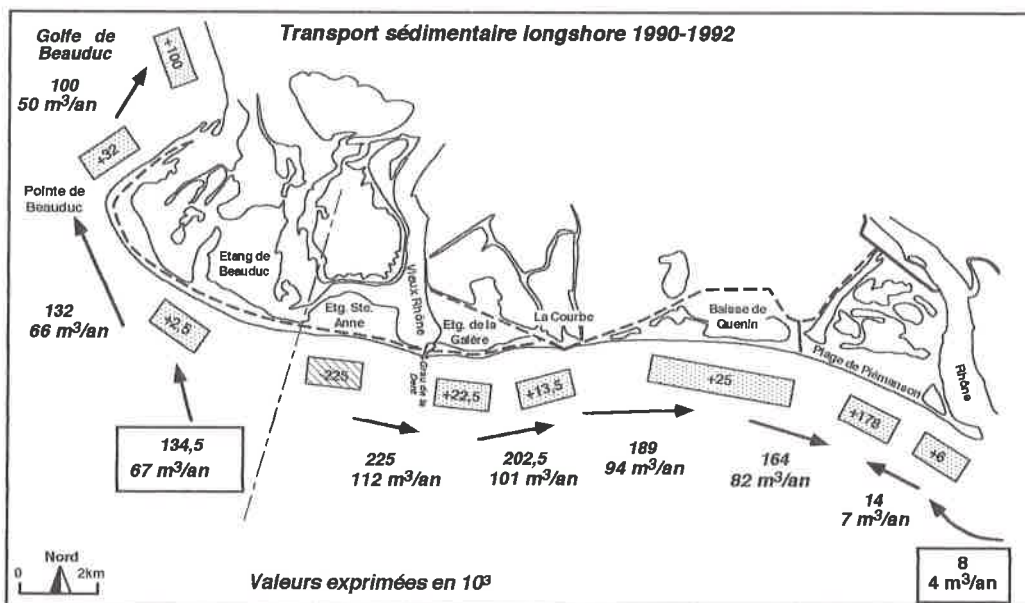 Transport sédimentaire longshore 1990-1992
Golfe de
Beauduc
+100
100
50 m³/an
+32
Pointe de
Beauduc
Etang de
Beauduc
132
66 m³/an
+2,5
134,5
67 m³/an
Etg. Ste.
Anne
Vieux Rhône
Etg. de la
Galère
La Courbe
Baisse de
Quenin
Plage de Piémanson
Rhône
Grau de la
Dent
225
+22,5
+13,5
+25
+178
+6
225
112 m³/an
202,5
101 m³/an
189
94 m³/an
164
82 m³/an
14
7 m³/an
8
4 m³/an
Nord
0 2km
Valeurs exprimées en 10³